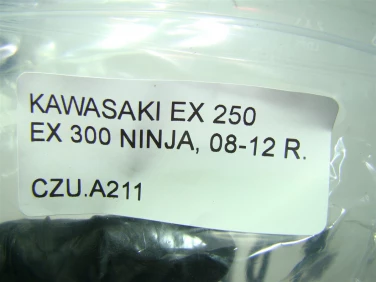 KAWASAKI EX 250
EX 300 NINJA, 08-12 R.
CZU.A211